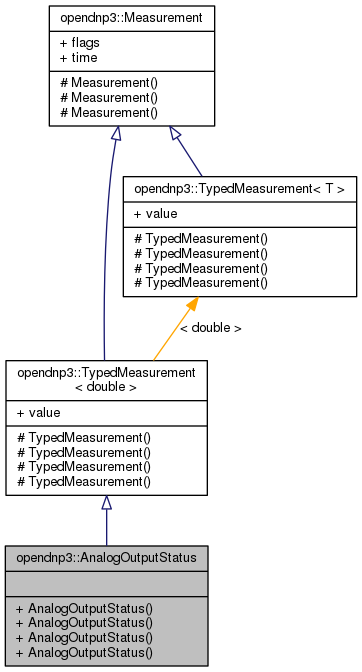 opendnp3::Measurement
+ flags
+ time
# Measurement()
# Measurement()
# Measurement()
opendnp3::TypedMeasurement< T >
+ value
# TypedMeasurement()
# TypedMeasurement()
# TypedMeasurement()
# TypedMeasurement()
< double >
opendnp3::TypedMeasurement
< double >
+ value
# TypedMeasurement()
# TypedMeasurement()
# TypedMeasurement()
# TypedMeasurement()
opendnp3::AnalogOutputStatus
+ AnalogOutputStatus()
+ AnalogOutputStatus()
+ AnalogOutputStatus()
+ AnalogOutputStatus()